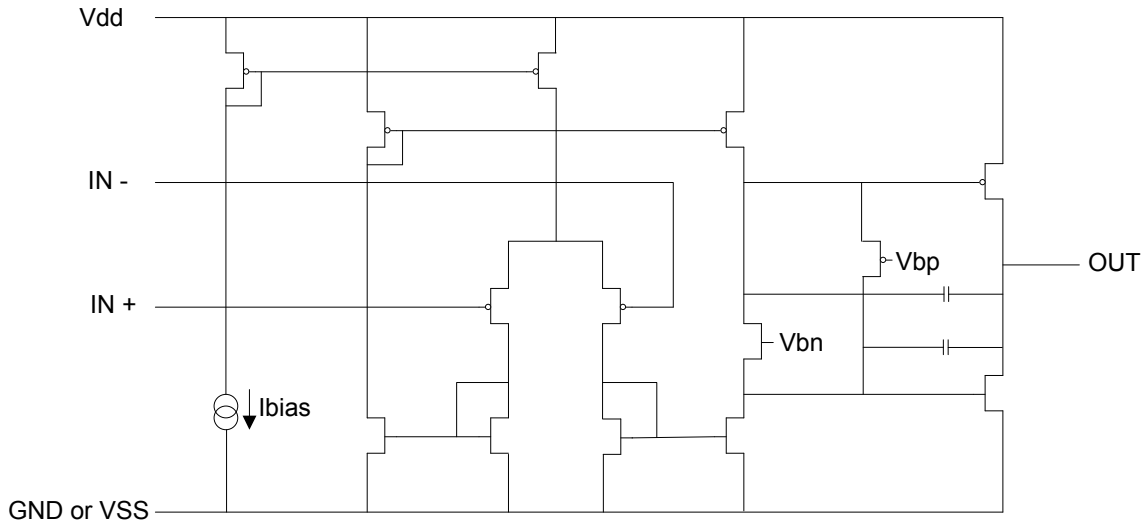 Vdd
IN -
Vbp
OUT
IN +
Vbn
Ibias
GND or VSS